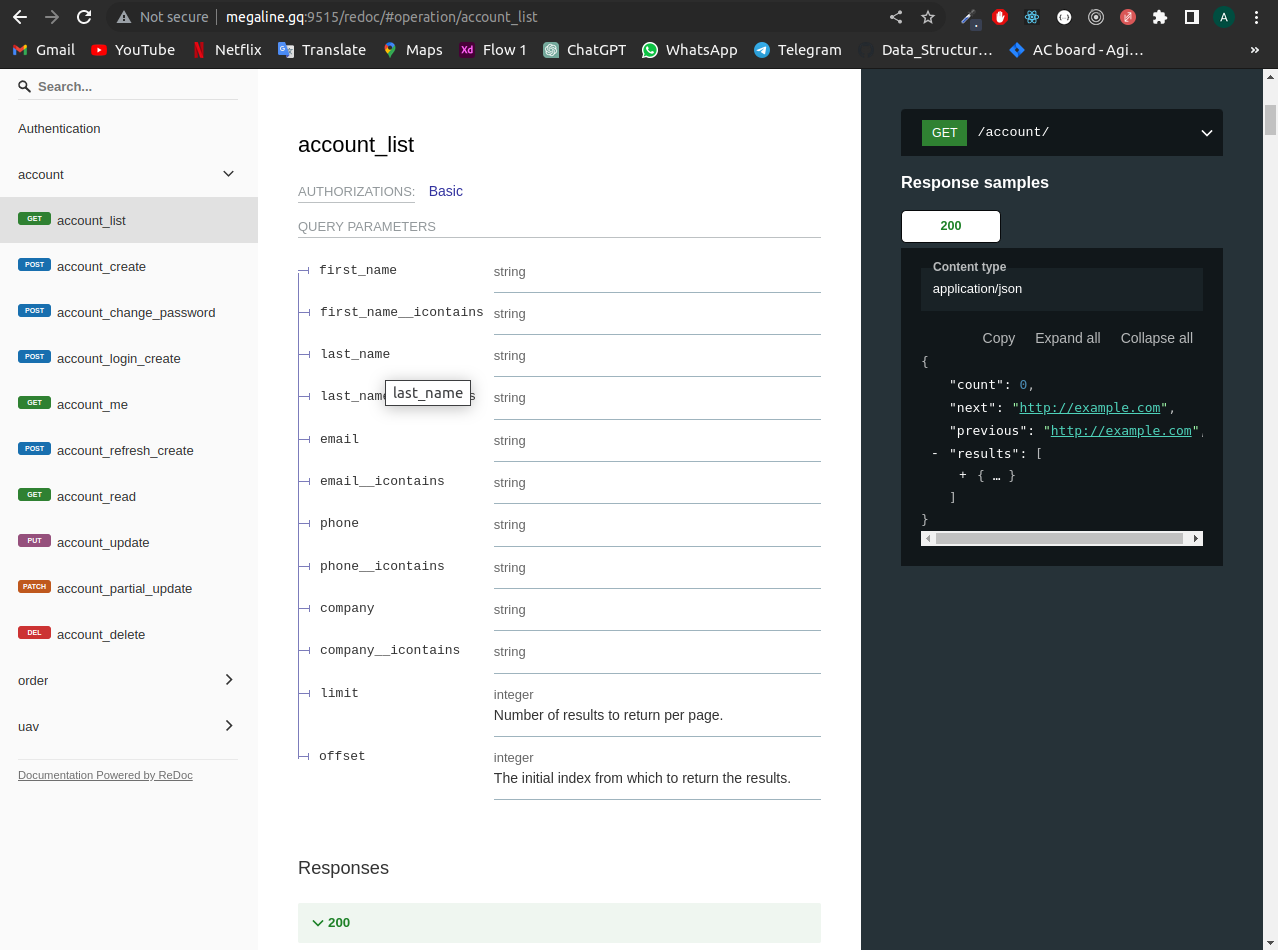 Not secure
megaline.gq:9515/redoc/#operation/account_list
A
Gmail
YouTube
Netflix
Translate
Maps
Xd
Flow 1
ChatGPT
WhatsApp
Telegram
Data_Structur…
AC board - Agi…
»
Search...
Authentication
account
GET account_list
POST account_create
POST account_change_password
POST account_login_create
GET account_me
POST account_refresh_create
GET account_read
PUT account_update
PATCH account_partial_update
DEL account_delete
order
uav
Documentation Powered by ReDoc
account_list
AUTHORIZATIONS: Basic
QUERY PARAMETERS
first_name string
first_name__icontains string
last_name string
last_name
string
email string
email__icontains string
phone string
phone__icontains string
company string
company__icontains string
limit integer
Number of results to return per page.
offset integer
The initial index from which to return the results.
Responses
200
GET /account/
Response samples
200
Content type
application/json
Copy Expand all Collapse all
{
"count": 0,
"next": "http://example.com",
"previous": "http://example.com",
- "results": [
+ { … }
]
}